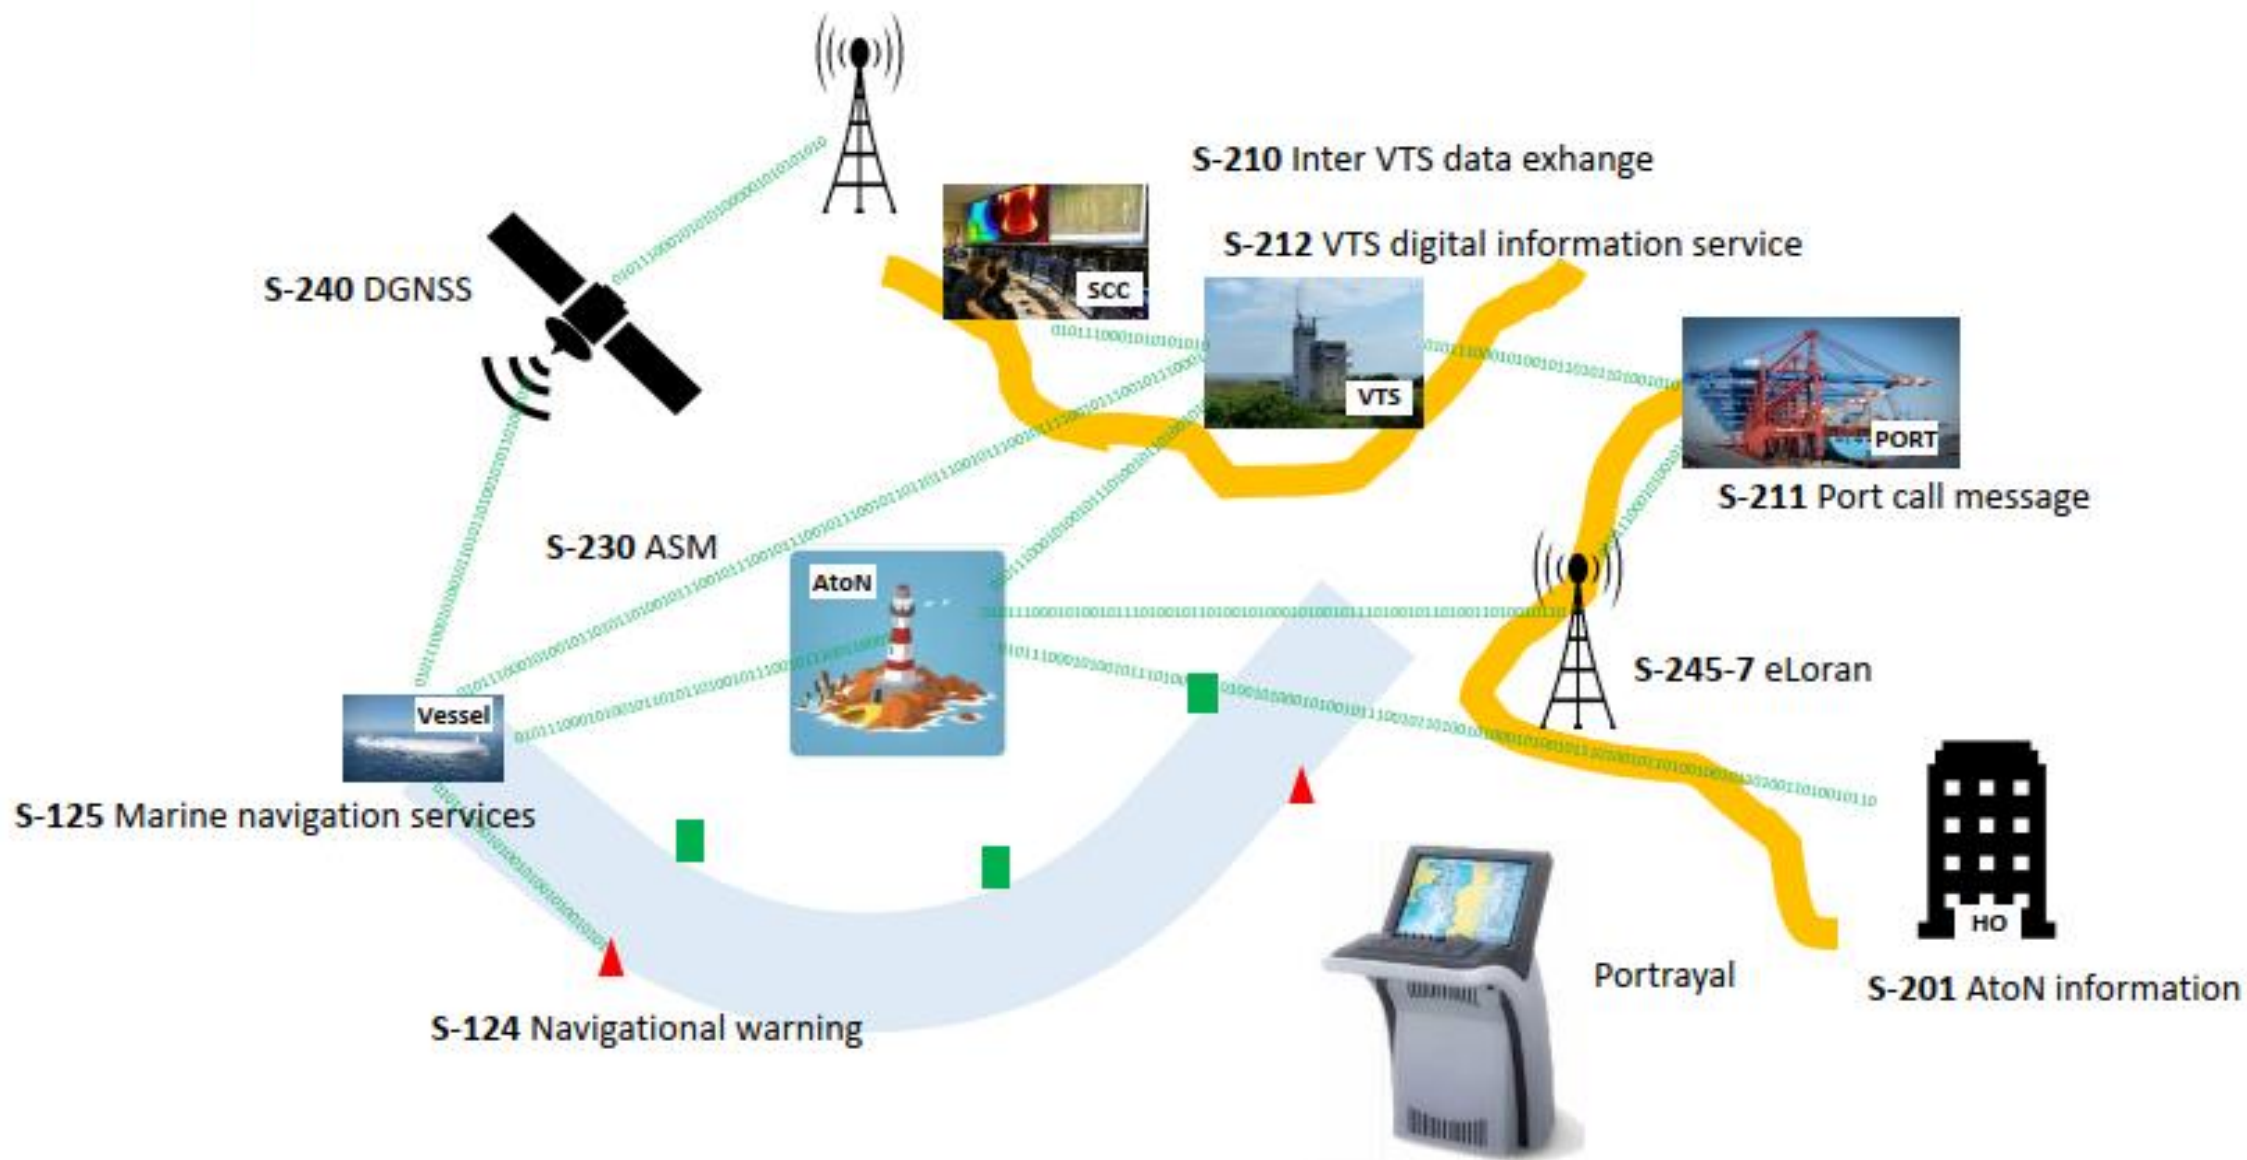 S-210 Inter VTS data exhange
S-212 VTS digital information service
S-240 DGNSS
SCC
VTS
PORT
S-211 Port call message
S-230 ASM
AtoN
S-245-7 eLoran
Vessel
S-125 Marine navigation services
HO
Portrayal
S-201 AtoN information
S-124 Navigational warning